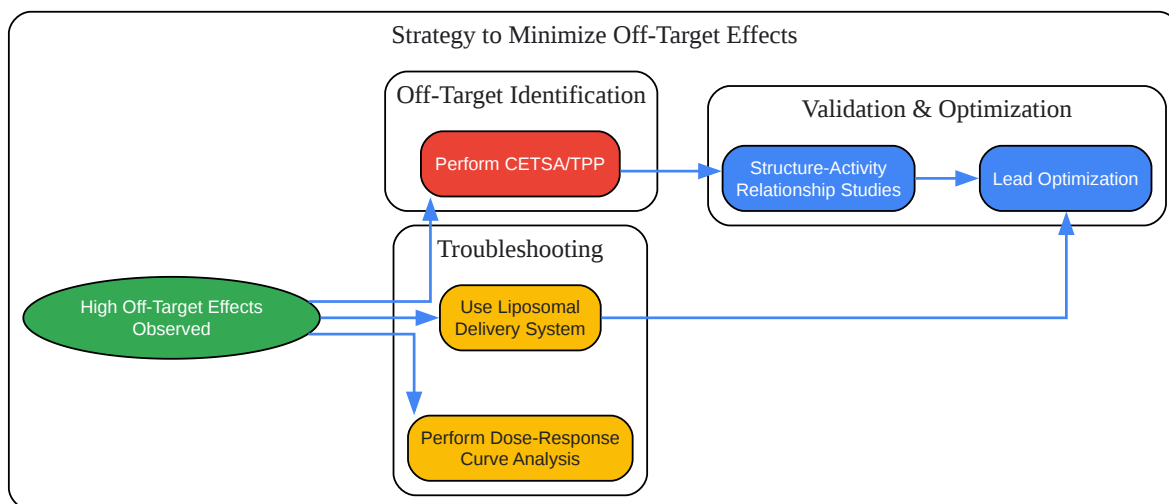 Strategy to Minimize Off-Target Effects
Off-Target Identification
Perform CETSA/TPP
Validation & Optimization
Structure-Activity
Relationship Studies
Lead Optimization
Troubleshooting
High Off-Target Effects
Observed
Use Liposomal
Delivery System
Perform Dose-Response
Curve Analysis